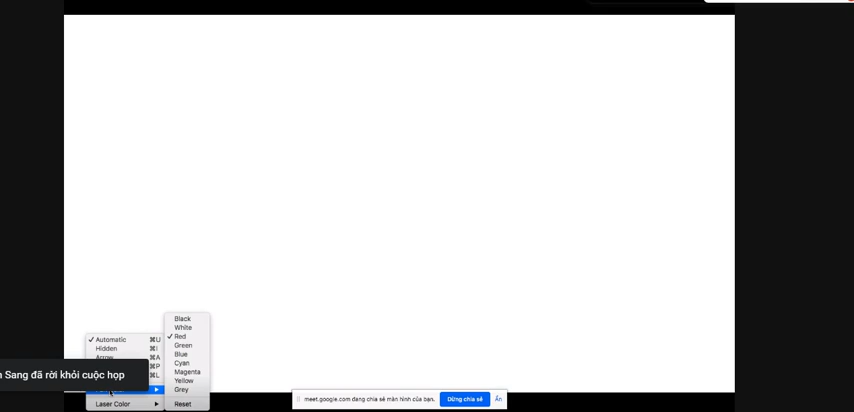 Black
White
✓ Red
Green
Blue
Cyan
Magenta
Yellow
Grey
Reset
✓ Automatic ⌘U
Hidden ⌘I
Arrow ⌘A
⌘P
⌘L
Laser Color ▶
Sang đã rời khỏi cuộc họp
meet.google.com đang chia sẻ màn hình của bạn. Dừng chia sẻ Ẩn